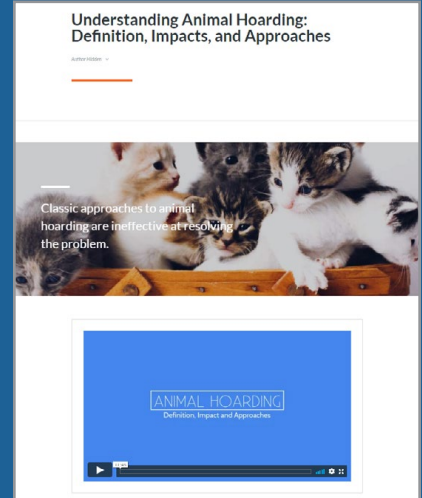 Understanding Animal Hoarding:
Definition, Impacts, and Approaches
Classic approaches to animal
hoarding are ineffective at resolving
the problem.
ANIMAL HOARDING
Definition, Impact and Approaches